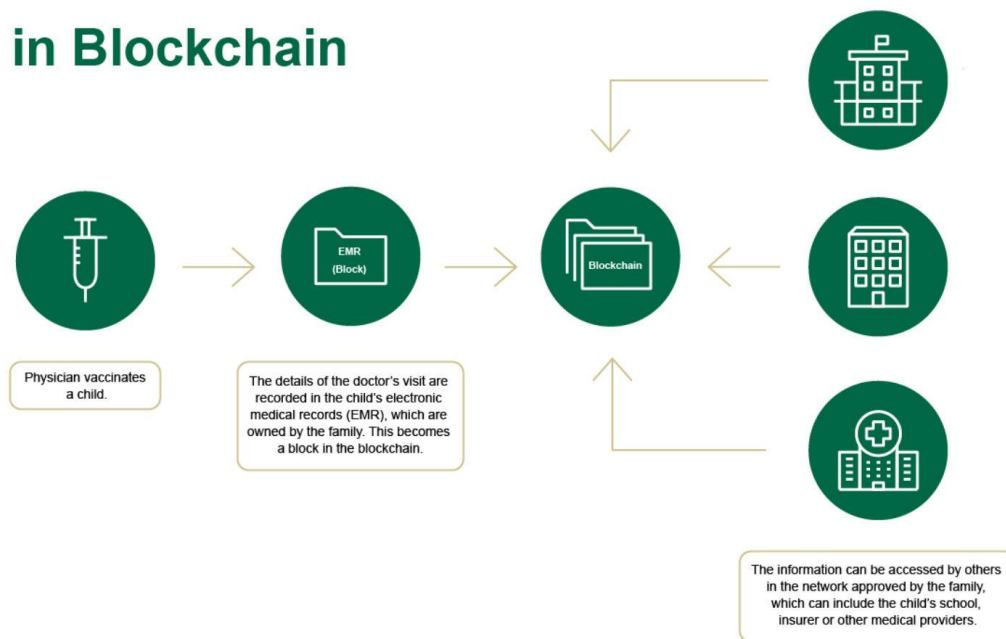 in Blockchain
EMR
(Block)
Blockchain
Physician vaccinates
a child.
The details of the doctor’s visit are
recorded in the child’s electronic
medical records (EMR), which are
owned by the family. This becomes
a block in the blockchain.
The information can be accessed by others
in the network approved by the family,
which can include the child’s school,
insurer or other medical providers.